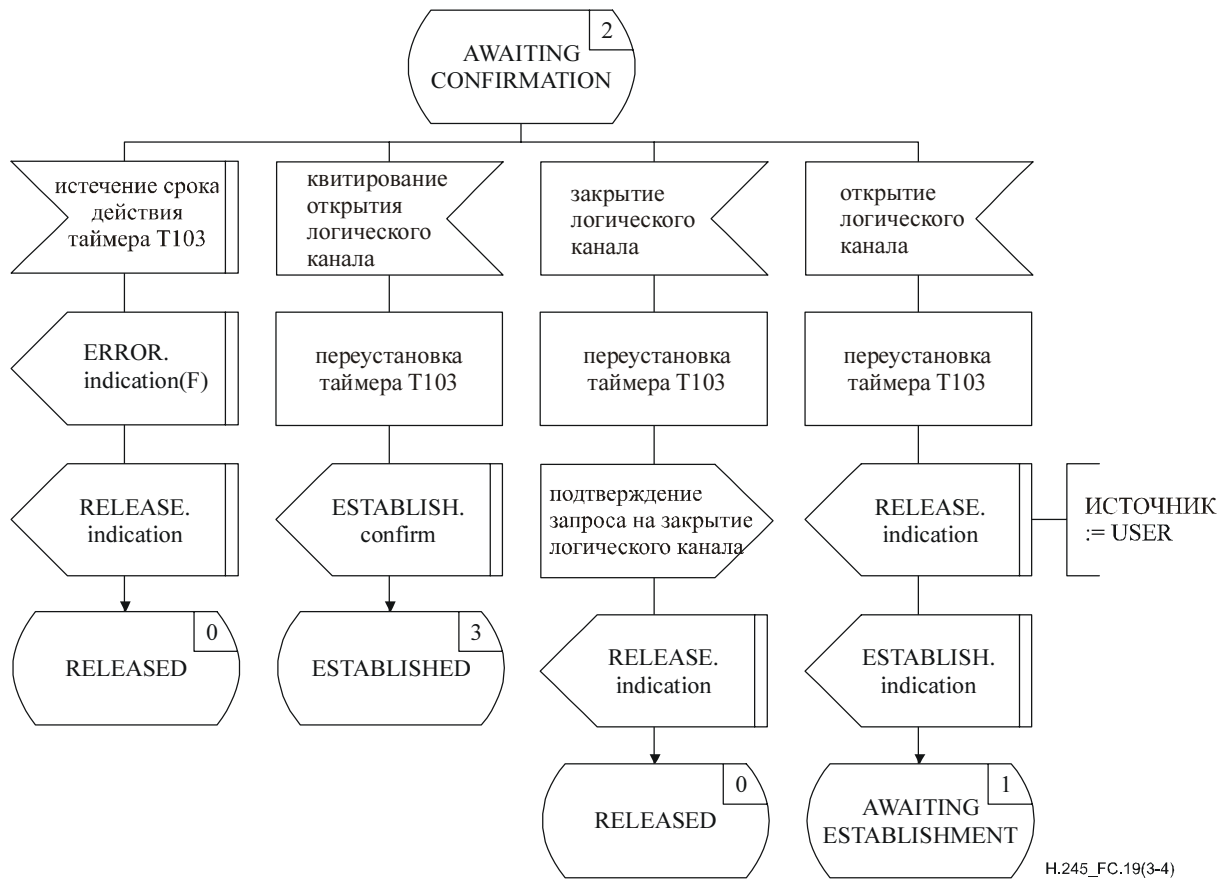 2
AWAITING
CONFIRMATION
истечение срока
действия
таймера T103
квитирование
открытия
логического
канала
закрытие
логического
канала
открытие
логического
канала
ERROR.
indication(F)
переустановка
таймера T103
переустановка
таймера T103
переустановка
таймера T103
RELEASE.
indication
ESTABLISH.
confirm
подтверждение
запроса на закрытие
логического канала
RELEASE.
indication
ИСТОЧНИК
:= USER
0
RELEASED
3
ESTABLISHED
RELEASE.
indication
ESTABLISH.
indication
0
RELEASED
1
AWAITING
ESTABLISHMENT
H.245_FC.19(3-4)